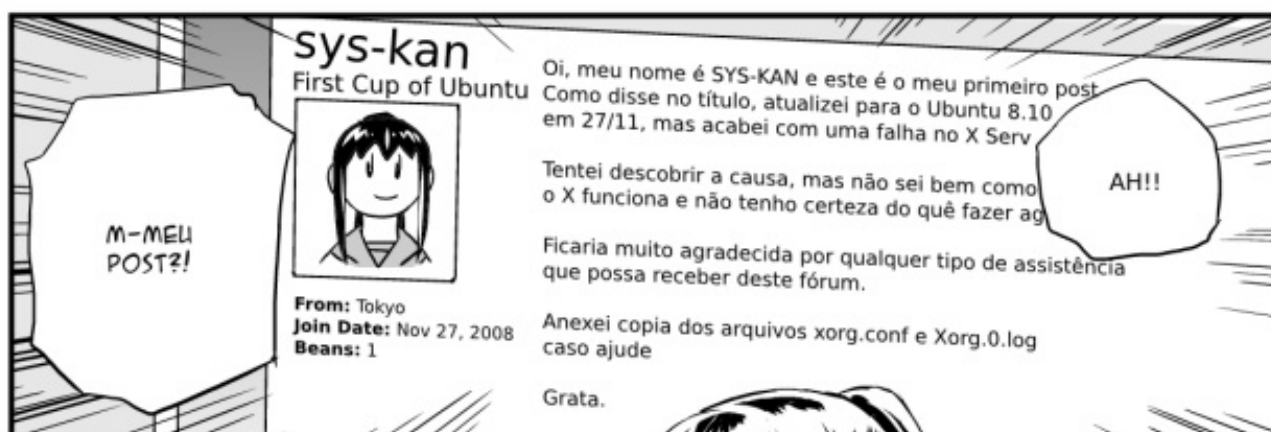 M-MEU
POST?!
sys-kan
First Cup of Ubuntu
From: Tokyo
Join Date: Nov 27, 2008
Beans: 1
Oi, meu nome é SYS-KAN e este é o meu primeiro post
Como disse no título, atualizei para o Ubuntu 8.10
em 27/11, mas acabei com uma falha no X Serv
Tentei descobrir a causa, mas não sei bem como
o X funciona e não tenho certeza do quê fazer ag
Ficaria muito agradecida por qualquer tipo de assistência
que possa receber deste fórum.
Anexei copia dos arquivos xorg.conf e Xorg.0.log
caso ajude
Grata.
AH!!